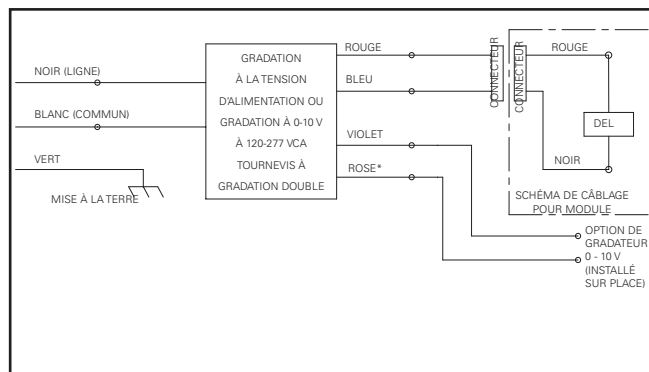 NOIR (LIGNE)
BLANC (COMMUN)
VERT
MISE À LA TERRE
GRADATION
À LA TENSION
D'ALIMENTATION OU
GRADATION À 0-10 V
À 120-277 VCA
TOURNEVIS À
GRADATION DOUBLE
ROUGE
BLEU
VIOLET
ROSE*
CONNECTEUR
CONNECTEUR
ROUGE
DEL
NOIR
SCHÉMA DE CÂBLAGE
POUR MODULE
OPTION DE
GRADATEUR
0 - 10 V
(INSTALLÉ
SUR PLACE)